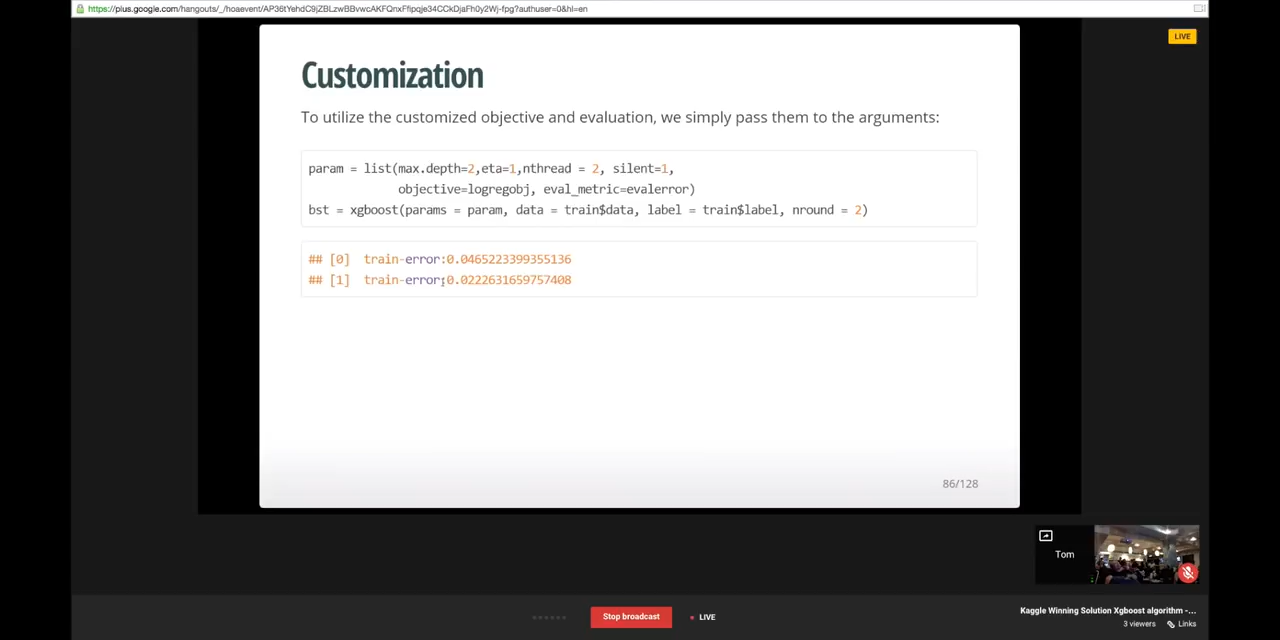 https://plus.google.com/hangouts/_/hoaevent/AP36tYehdC9jZBLzwBBvwcAKFQnxFfipqje34CCkDjaFh0y2Wj-fpg?authuser=0&hl=en
LIVE
Customization
To utilize the customized objective and evaluation, we simply pass them to the arguments:
param = list(max.depth=2,eta=1,nthread = 2, silent=1,
objective=logregobj, eval_metric=evalerror)
bst = xgboost(params = param, data = train$data, label = train$label, nround = 2)
## [0] train-error:0.0465223399355136
## [1] train-error:0.0222631659757408
86/128
Tom
Stop broadcast
LIVE
Kaggle Winning Solution Xgboost algorithm -...
3 viewers
Links